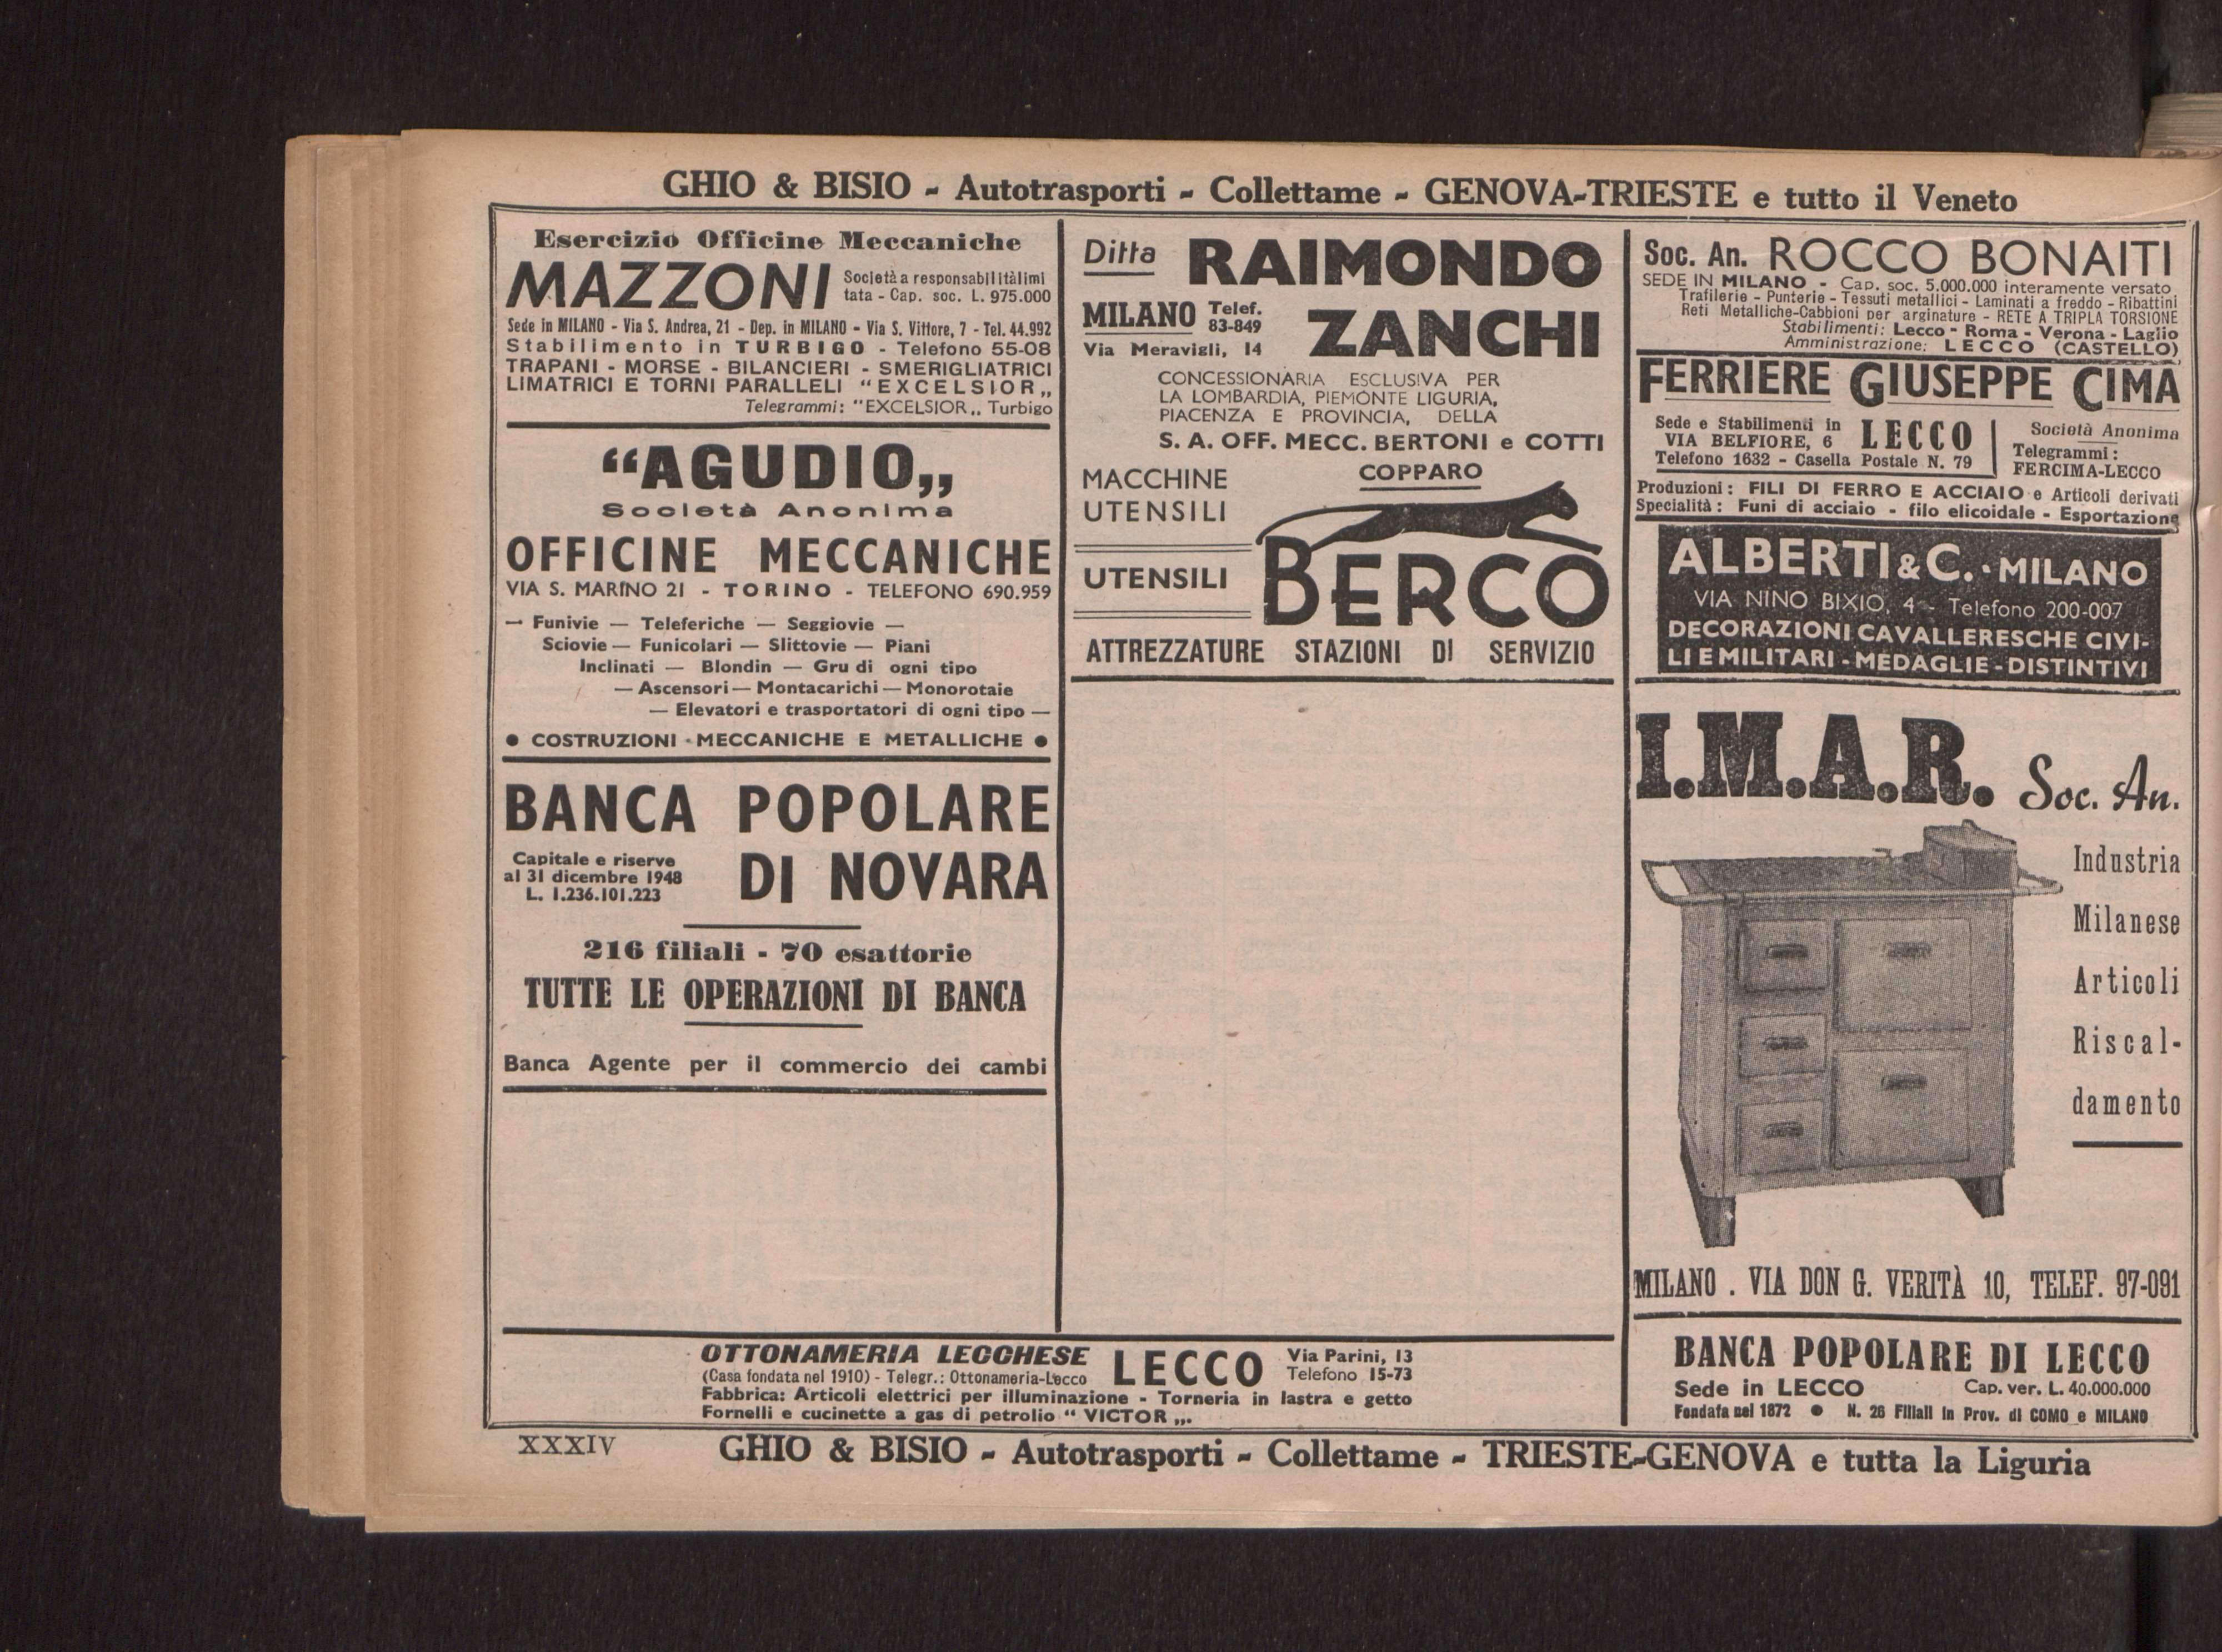 GHIO & BISIO - Autotrasporti - Collettame - GENOVA-TRIESTE e tutto il Veneto
Esercizio Officine Meccaniche
MAZZONI
Società a responsabilitàlimi
tata - Cap. soc. L. 975.000
Sede in MILANO - Via S. Andrea, 21 - Dep. in MILANO - Via S. Vittore, 7 - Tel. 44.992
Stabilimento in TURBIGO - Telefono 55-08
TRAPANI - MORSE - BILANCIERI - SMERIGLIATRICI
LIMATRICI E TORNI PARALLELI "EXCELSIOR„
Telegrammi: "EXCELSIOR„ Turbigo
"AGUDIO„
Società Anonima
OFFICINE MECCANICHE
VIA S. MARINO 21 - TORINO - TELEFONO 690.959
— Funivie — Teleferiche — Seggiovie —
Sciovie — Funicolari — Slittovie — Piani
Inclinati — Blondin — Gru di ogni tipo
— Ascensori — Montacarichi — Monorotaie
— Elevatori e trasportatori di ogni tipo —
● COSTRUZIONI - MECCANICHE E METALLICHE ●
BANCA POPOLARE
DI NOVARA
Capitale e riserve
al 31 dicembre 1948
L. 1.236.101.223
216 filiali - 70 esattorie
TUTTE LE OPERAZIONI DI BANCA
Banca Agente per il commercio dei cambi
Ditta RAIMONDO
ZANCHI
MILANO Telef.
83-849
Via Meravigli, 14
CONCESSIONARIA ESCLUSIVA PER
LA LOMBARDIA, PIEMONTE LIGURIA,
PIACENZA E PROVINCIA, DELLA
S. A. OFF. MECC. BERTONI e COTTI
COPPARO
MACCHINE
UTENSILI
UTENSILI
BERCO
ATTREZZATURE STAZIONI DI SERVIZIO
Soc. An. ROCCO BONAITI
SEDE IN MILANO - Cap. soc. 5.000.000 interamente versato
Trafilerie - Punterie - Tessuti metallici - Laminati a freddo - Ribattini
Reti Metalliche-Gabbioni per arginature - RETE A TRIPLA TORSIONE
Stabilimenti: Lecco - Roma - Verona - Laglio
Amministrazione: LECCO (CASTELLO)
FERRIERE GIUSEPPE CIMA
Sede e Stabilimenti in
VIA BELFIORE, 6 LECCO
Telefono 1632 - Casella Postale N. 79
Società Anonima
Telegrammi:
FERCIMA-LECCO
Produzioni: FILI DI FERRO E ACCIAIO e Articoli derivati
Specialità: Funi di acciaio - filo elicoidale - Esportazione
ALBERTI & C. · MILANO
VIA NINO BIXIO, 4 - Telefono 200-007
DECORAZIONI CAVALLERESCHE CIVI-
LI E MILITARI - MEDAGLIE - DISTINTIVI
I.M.A.R. Soc. An.
Industria
Milanese
Articoli
Riscal-
damento
MILANO . VIA DON G. VERITÀ 10, TELEF. 97-091
OTTONAMERIA LECCHESE LECCO
Via Parini, 13
Telefono 15-73
(Casa fondata nel 1910) - Telegr.: Ottonameria-Lecco
Fabbrica: Articoli elettrici per illuminazione - Torneria in lastra e getto
Fornelli e cucinette a gas di petrolio " VICTOR „.
BANCA POPOLARE DI LECCO
Sede in LECCO Cap. ver. L. 40.000.000
Fondata nel 1872 ● N. 26 Filiali in Prov. di COMO e MILANO
XXXIV
GHIO & BISIO - Autotrasporti - Collettame - TRIESTE-GENOVA e tutta la Liguria